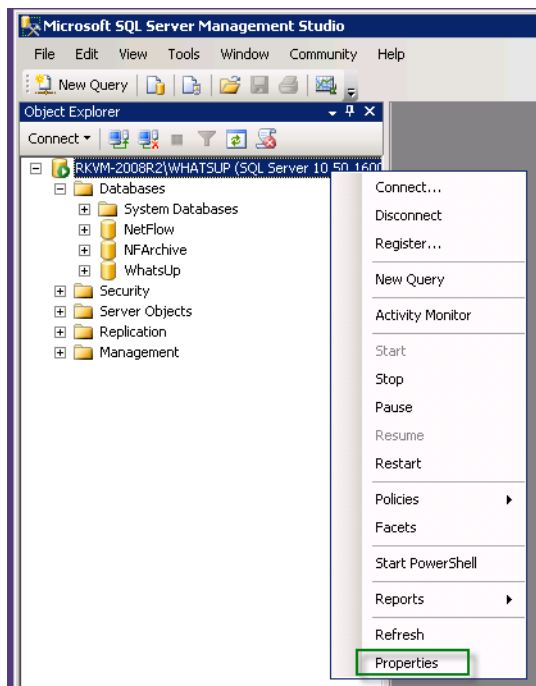 Microsoft SQL Server Management Studio
File Edit View Tools Window Community Help
New Query
Object Explorer
Connect
RKVM-2008R2\WHATSUP (SQL Server 10.50.1600
Databases
System Databases
NetFlow
NFArchive
WhatsUp
Security
Server Objects
Replication
Management
Connect...
Disconnect
Register...
New Query
Activity Monitor
Start
Stop
Pause
Resume
Restart
Policies
Facets
Start PowerShell
Reports
Refresh
Properties